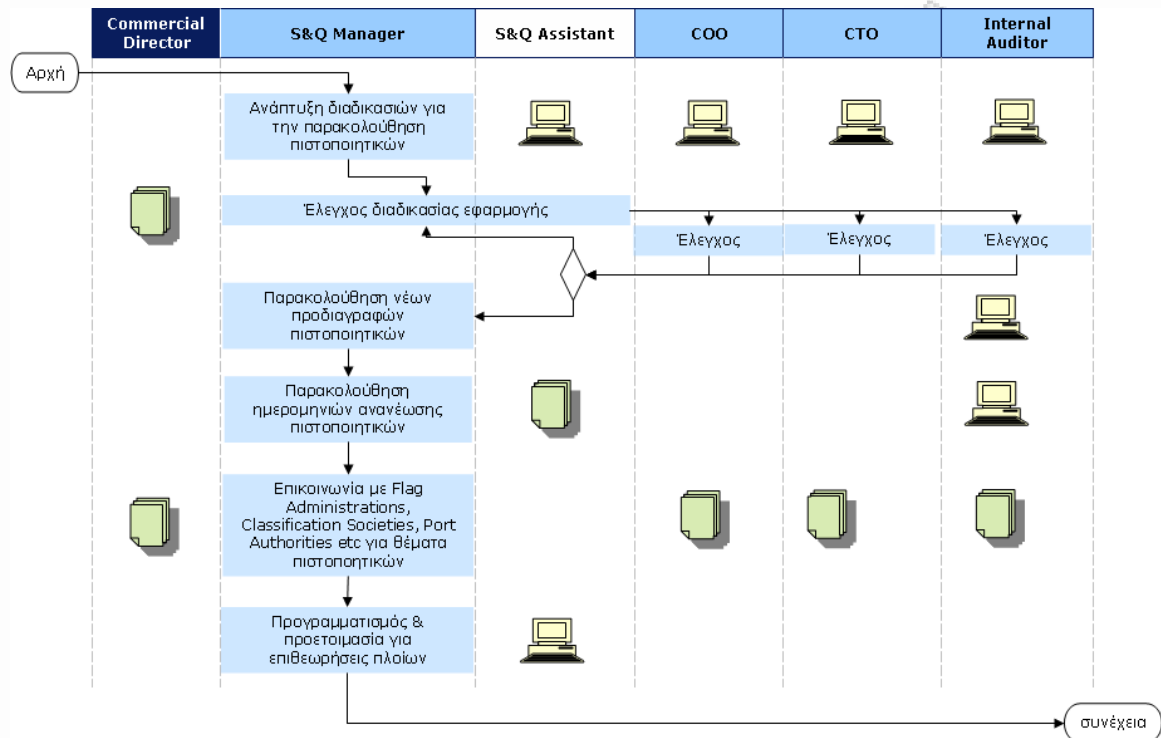 Commercial
Director
S&Q Manager
S&Q Assistant
COO
CTO
Internal
Auditor
Αρχή
Ανάπτυξη διαδικασιών για
την παρακολούθηση
πιστοποιητικών
Έλεγχος διαδικασίας εφαρμογής
Έλεγχος
Έλεγχος
Έλεγχος
Παρακολούθηση νέων
προδιαγραφών
πιστοποιητικών
Παρακολούθηση
ημερομηνιών ανανέωσης
πιστοποιητικών
Επικοινωνία με Flag
Administrations,
Classification Societies, Port
Authorities etc για θέματα
πιστοποητικών
Προγραμματισμός &
προετοιμασία για
επιθεωρήσεις πλοίων
συνέχεια